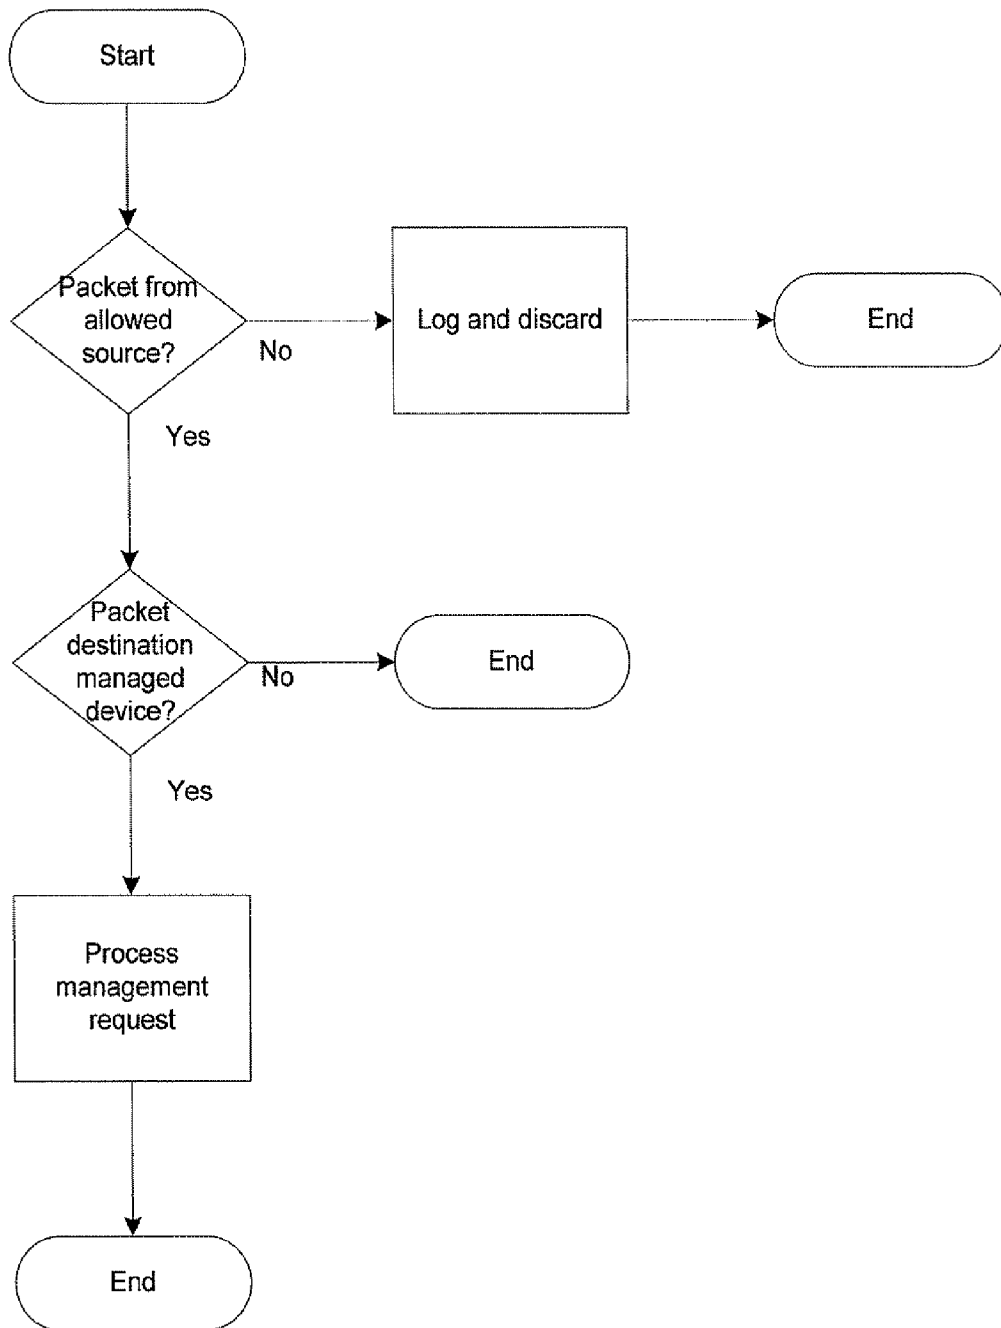 Start
Packet from
allowed
source?
No
Log and discard
End
Yes
Packet
destination
managed
device?
No
End
Yes
Process
management
request
End